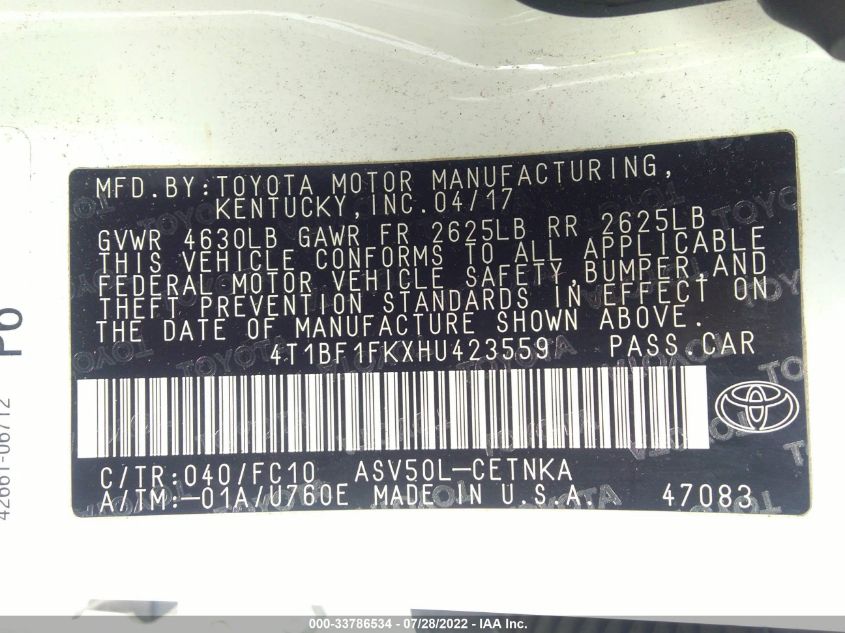 MFD.BY:TOYOTA MOTOR MANUFACTURING,
KENTUCKY,INC.04/17
GVWR 4630LB GAWR FR 2625LB RR 2625LB
THIS VEHICLE CONFORMS TO ALL APPLICABLE
FEDERAL MOTOR VEHICLE SAFETY,BUMPER,AND
THEFT PREVENTION STANDARDS IN EFFECT ON
THE DATE OF MANUFACTURE SHOWN ABOVE.
4T1BF1FKXHU423559 PASS.CAR
C/TR:040/FC10 ASV50L-CETNKA
A/TM:-01A/U760E MADE IN U.S.A. 47083
PO
42661-06712
000-33786534 / 07/28/2022 - IAA Inc.